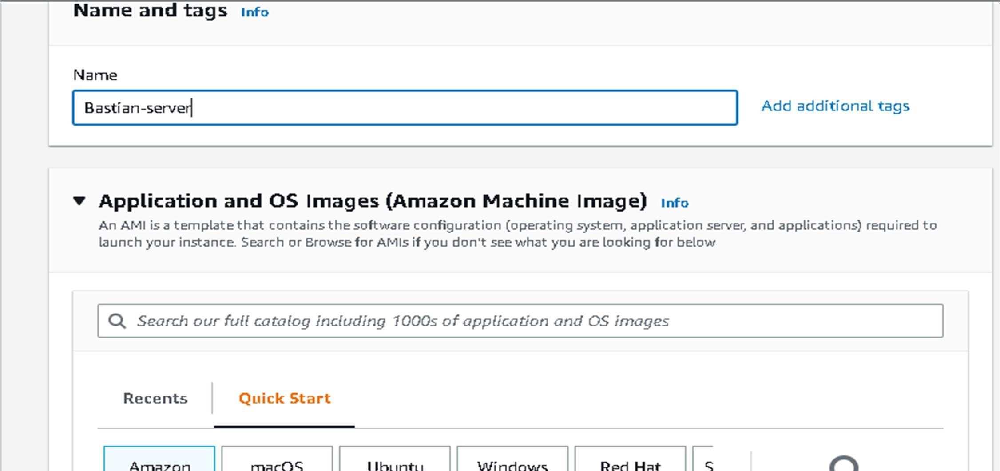 Name and tags Info
Name
Bastian-server
Add additional tags
Application and OS Images (Amazon Machine Image) Info
An AMI is a template that contains the software configuration (operating system, application server, and applications) required to
launch your instance. Search or Browse for AMIs if you don't see what you are looking for below
Search our full catalog including 1000s of application and OS images
Recents
Quick Start
Amazon
macOS
Ubuntu
Windows
Red Hat
S